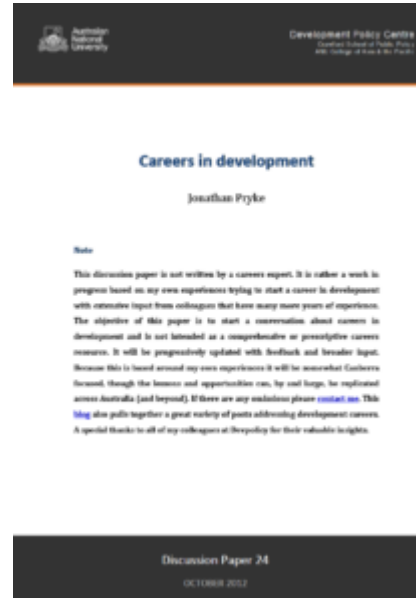 Australian
National
University
Development Policy Centre
Crawford School of Public Policy
ANU College of Asia & the Pacific
Careers in development
Jonathan Pryke
Note
This discussion paper is not written by a careers expert. It is rather a work in
progress based on my own experiences trying to start a career in development
with extensive input from colleagues that have many more years of experience.
The objective of this paper is to start a conversation about careers in
development and is not intended as a comprehensive or prescriptive careers
resource. It will be progressively updated with feedback and broader input.
Because this is based around my own experiences it will be somewhat Canberra
focused, though the lessons and opportunities can, by and large, be replicated
across Australia (and beyond). If there are any omissions please contact me. This
blog also pulls together a great variety of posts addressing development careers.
A special thanks to all of my colleagues at Devpolicy for their valuable insights.
Discussion Paper 24
OCTOBER 2012